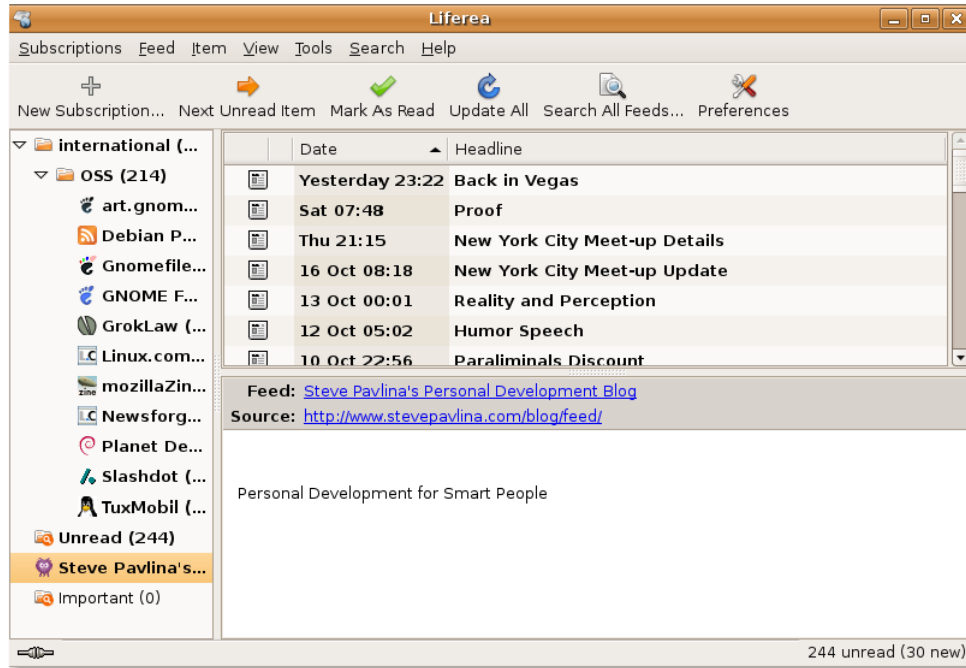 Liferea
Subscriptions Feed Item View Tools Search Help
New Subscription... Next Unread Item Mark As Read Update All Search All Feeds... Preferences
international (...
OSS (214)
art.gnom...
Debian P...
Gnomefile...
GNOME F...
GrokLaw (...
Linux.com...
mozillaZin...
Newsforg...
Planet De...
Slashdot (...
TuxMobil (...
Unread (244)
Steve Pavlina's...
Important (0)
Date Headline
Yesterday 23:22 Back in Vegas
Sat 07:48 Proof
Thu 21:15 New York City Meet-up Details
16 Oct 08:18 New York City Meet-up Update
13 Oct 00:01 Reality and Perception
12 Oct 05:02 Humor Speech
10 Oct 22:56 Paraliminals Discount
Feed: Steve Pavlina's Personal Development Blog
Source: http://www.stevepavlina.com/blog/feed/
Personal Development for Smart People
244 unread (30 new)